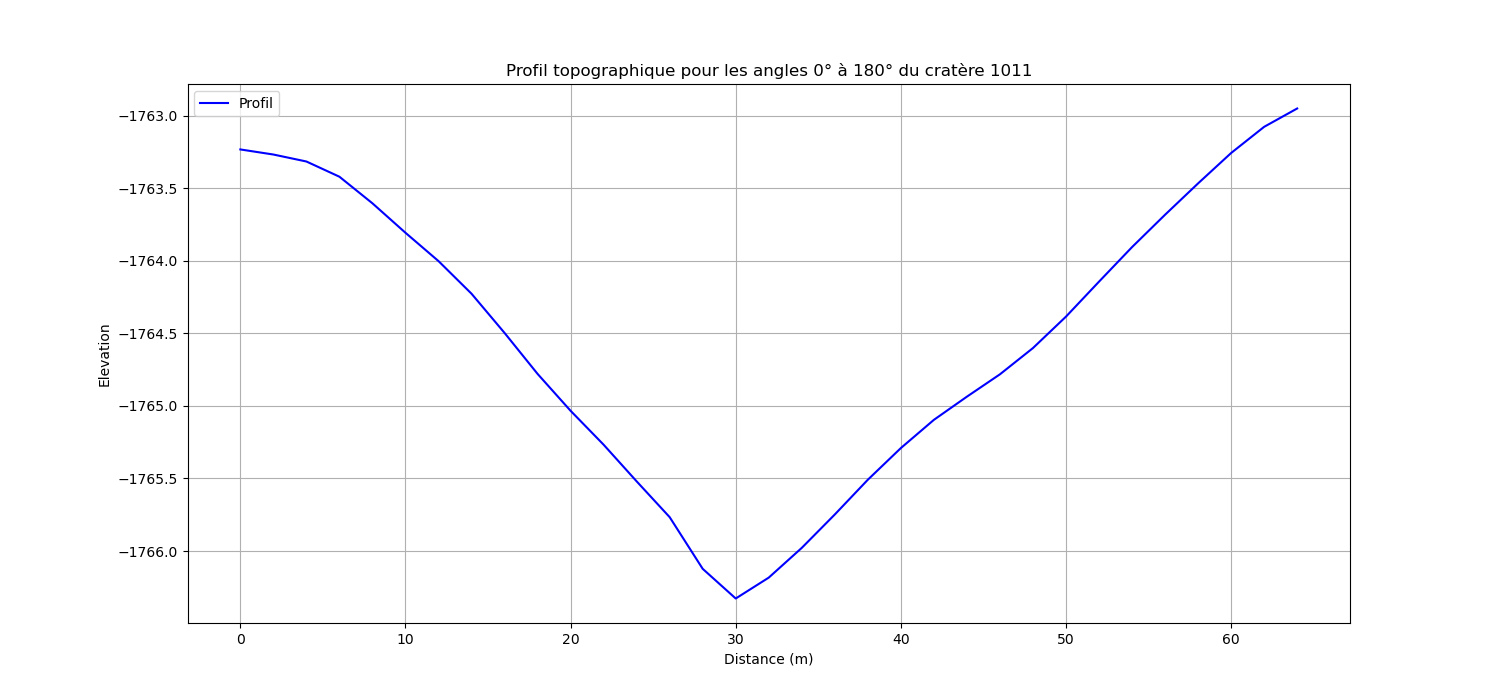 Profil topographique pour les angles 0° à 180° du cratère 1011
Profil
−1763.0
−1763.5
−1764.0
−1764.5
−1765.0
−1765.5
−1766.0
Elevation
0 10 20 30 40 50 60
Distance (m)